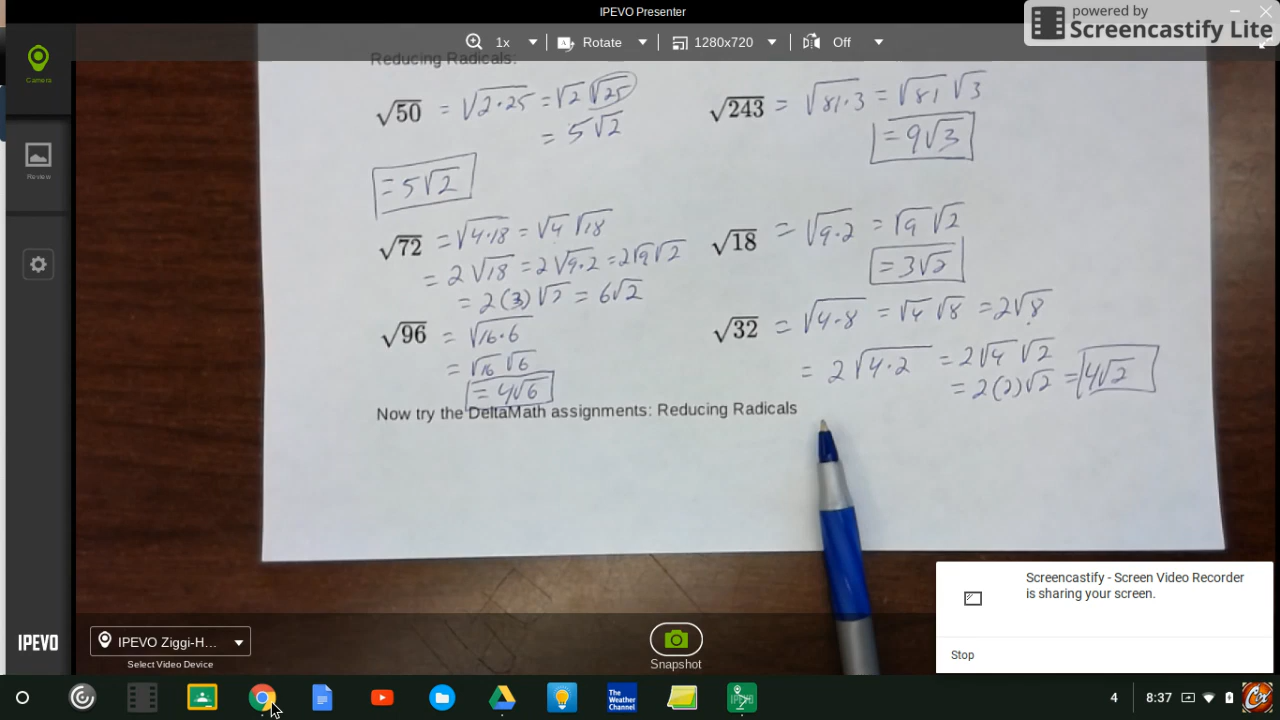 IPEVO Presenter
powered by
Screencastify Lite
1x
Rotate
1280x720
Off
Camera
Review
Reducing Radicals:
√50 = √2·25 = √2 √25
= 5√2
= 5√2
√243 = √81·3 = √81 √3
= 9√3
√72 = √4·18 = √4 √18
= 2√18 = 2√9·2 = 2√9√2
= 2(3)√2 = 6√2
√18 = √9·2 = √9 √2
= 3√2
√96 = √16·6
= √16 √6
= 4√6
√32 = √4·8 = √4 √8 = 2√8
= 2√4·2 = 2√4 √2
= 2(2)√2 = 4√2
Now try the DeltaMath assignments: Reducing Radicals
Screencastify - Screen Video Recorder
is sharing your screen.
Stop
IPEVO
IPEVO Ziggi-H...
Select Video Device
Snapshot
The
Weather
Channel
IPEVO
4
8:37